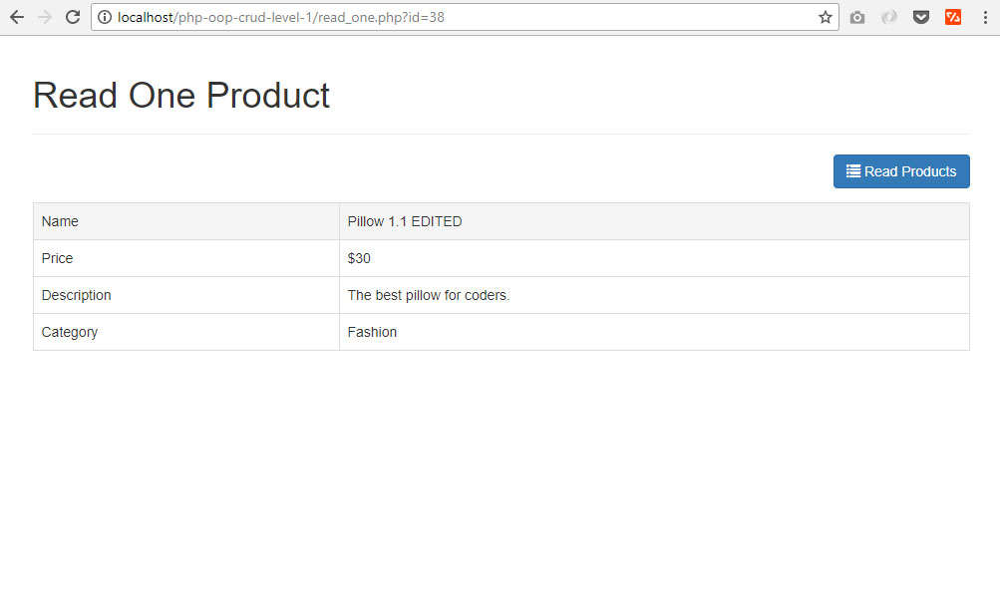 localhost/php-oop-crud-level-1/read_one.php?id=38
Read One Product
Read Products
Name Pillow 1.1 EDITED
Price $30
Description The best pillow for coders.
Category Fashion